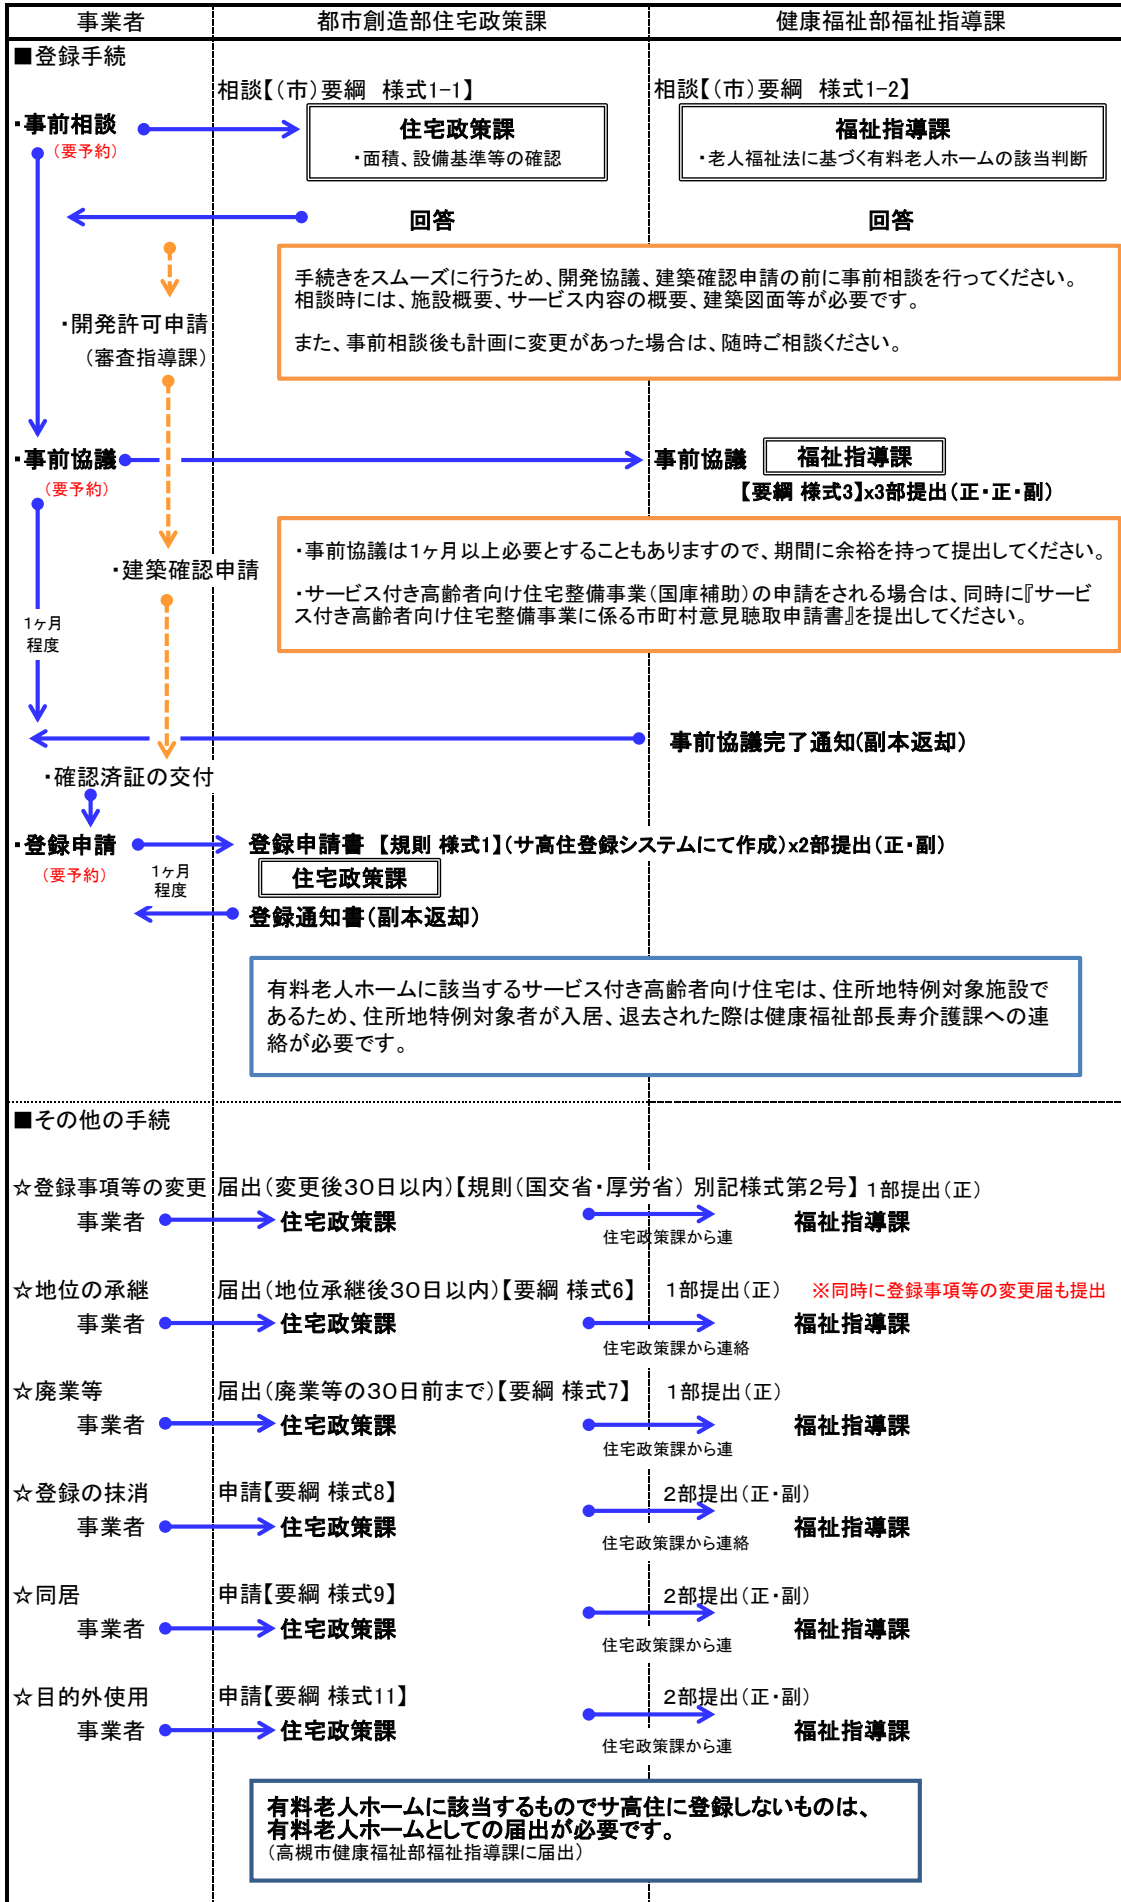 事業者
都市創造部住宅政策課
健康福祉部福祉指導課
■登録手続
相談【(市)要綱　様式1-1】
相談【(市)要綱　様式1-2】
・事前相談
(要予約)
住宅政策課
・面積、設備基準等の確認
福祉指導課
・老人福祉法に基づく有料老人ホームの該当判断
回答
回答
手続きをスムーズに行うため、開発協議、建築確認申請の前に事前相談を行ってください。
相談時には、施設概要、サービス内容の概要、建築図面等が必要です。
また、事前相談後も計画に変更があった場合は、随時ご相談ください。
・開発許可申請
(審査指導課)
・事前協議
(要予約)
事前協議
福祉指導課
【要綱 様式3】x3部提出(正・正・副)
・事前協議は1ヶ月以上必要とすることもありますので、期間に余裕を持って提出してください。
・サービス付き高齢者向け住宅整備事業(国庫補助)の申請をされる場合は、同時に『サービ
ス付き高齢者向け住宅整備事業に係る市町村意見聴取申請書』を提出してください。
・建築確認申請
1ヶ月
程度
事前協議完了通知(副本返却)
・確認済証の交付
・登録申請
(要予約)
1ヶ月
程度
登録申請書 【規則 様式1】(サ高住登録システムにて作成)x2部提出(正・副)
住宅政策課
登録通知書(副本返却)
有料老人ホームに該当するサービス付き高齢者向け住宅は、住所地特例対象施設で
あるため、住所地特例対象者が入居、退去された際は健康福祉部長寿介護課への連
絡が必要です。
■その他の手続
☆登録事項等の変更 届出(変更後30日以内)【規則(国交省・厚労省) 別記様式第2号】 1部提出(正)
事業者
住宅政策課
住宅政策課から連
福祉指導課
☆地位の承継
届出(地位承継後30日以内)【要綱 様式6】
1部提出(正)
※同時に登録事項等の変更届も提出
事業者
住宅政策課
住宅政策課から連絡
福祉指導課
☆廃業等
届出(廃業等の30日前まで)【要綱 様式7】
1部提出(正)
事業者
住宅政策課
住宅政策課から連
福祉指導課
☆登録の抹消
申請【要綱 様式8】
2部提出(正・副)
事業者
住宅政策課
住宅政策課から連絡
福祉指導課
☆同居
申請【要綱 様式9】
2部提出(正・副)
事業者
住宅政策課
住宅政策課から連
福祉指導課
☆目的外使用
申請【要綱 様式11】
2部提出(正・副)
事業者
住宅政策課
住宅政策課から連
福祉指導課
有料老人ホームに該当するものでサ高住に登録しないものは、
有料老人ホームとしての届出が必要です。
(高槻市健康福祉部福祉指導課に届出)